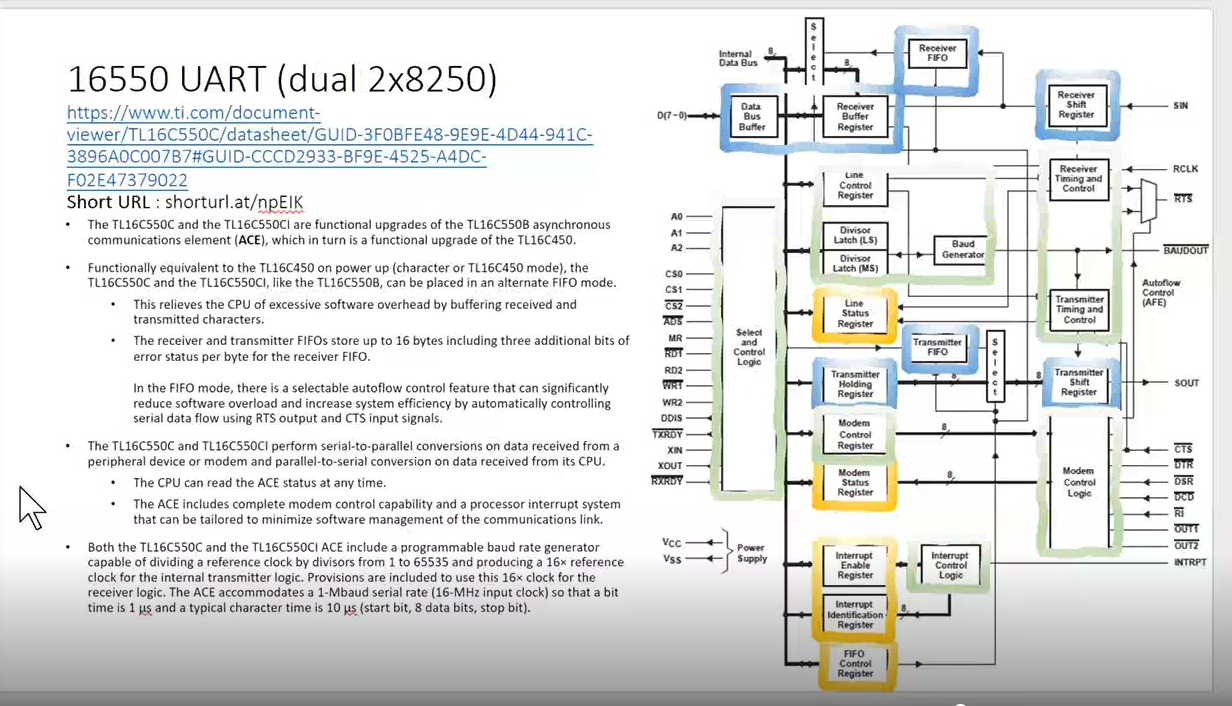 16550 UART (dual 2x8250)
https://www.ti.com/document-
viewer/TL16C550C/datasheet/GUID-3F0BFE48-9E9E-4D44-941C-
3896A0C007B7#GUID-CCCD2933-BF9E-4525-A4DC-
F02E47379022
Short URL : shorturl.at/npEIK
• The TL16C550C and the TL16C550CI are functional upgrades of the TL16C550B asynchronous
communications element (ACE), which in turn is a functional upgrade of the TL16C450.
• Functionally equivalent to the TL16C450 on power up (character or TL16C450 mode), the
TL16C550C and the TL16C550CI, like the TL16C550B, can be placed in an alternate FIFO mode.
• This relieves the CPU of excessive software overhead by buffering received and
transmitted characters.
• The receiver and transmitter FIFOs store up to 16 bytes including three additional bits of
error status per byte for the receiver FIFO.
In the FIFO mode, there is a selectable autoflow control feature that can significantly
reduce software overload and increase system efficiency by automatically controlling
serial data flow using RTS output and CTS input signals.
• The TL16C550C and TL16C550CI perform serial-to-parallel conversions on data received from a
peripheral device or modem and parallel-to-serial conversion on data received from its CPU.
• The CPU can read the ACE status at any time.
• The ACE includes complete modem control capability and a processor interrupt system
that can be tailored to minimize software management of the communications link.
• Both the TL16C550C and the TL16C550CI ACE include a programmable baud rate generator
capable of dividing a reference clock by divisors from 1 to 65535 and producing a 16× reference
clock for the internal transmitter logic. Provisions are included to use this 16× clock for the
receiver logic. The ACE accommodates a 1-Mbaud serial rate (16-MHz input clock) so that a bit
time is 1 µs and a typical character time is 10 µs (start bit, 8 data bits, stop bit).
Internal
Data Bus
8
Select
8
Receiver
FIFO
D(7-0)
Data
Bus
Buffer
Receiver
Buffer
Register
Receiver
Shift
Register
SIN
Line
Control
Register
Receiver
Timing and
Control
RCLK
RTS
A0
A1
A2
CS0
CS1
CS2
ADS
MR
RD1
RD2
WR1
WR2
DDIS
TXRDY
XIN
XOUT
RXRDY
Select
and
Control
Logic
Divisor
Latch (LS)
Divisor
Latch (MS)
Baud
Generator
BAUDOUT
Autoflow
Control
(AFE)
Line
Status
Register
Transmitter
Timing and
Control
Transmitter
FIFO
Select
Transmitter
Holding
Register
8
8
Transmitter
Shift
Register
SOUT
Modem
Control
Register
8
Modem
Status
Register
8
Modem
Control
Logic
CTS
DTR
DSR
DCD
RI
OUT1
OUT2
INTRPT
VCC
VSS
Power
Supply
Interrupt
Enable
Register
Interrupt
Control
Logic
Interrupt
Identification
Register
8
FIFO
Control
Register